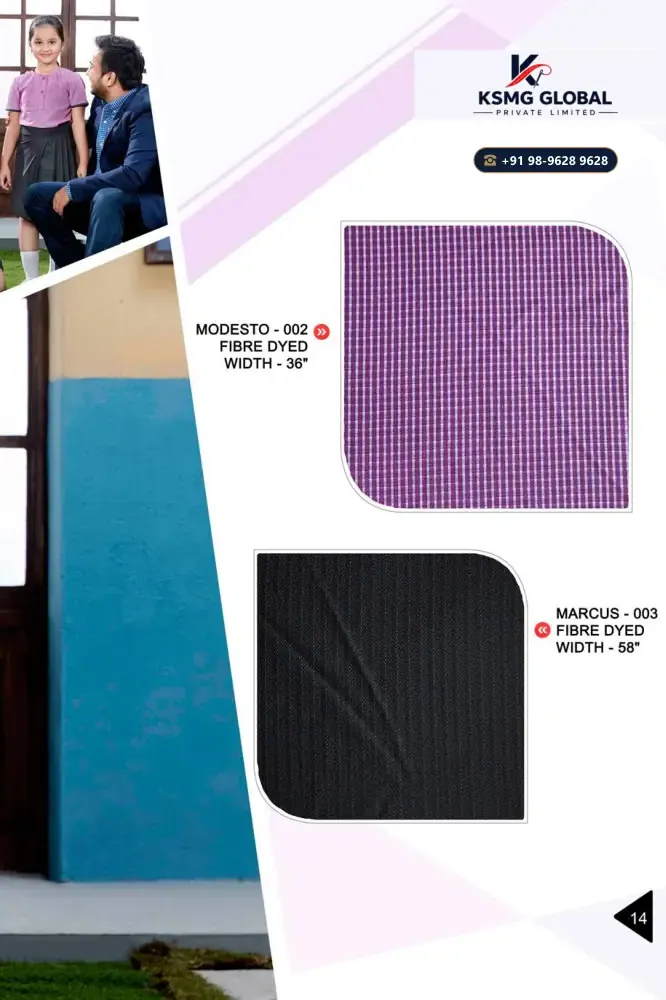 KSMG GLOBAL
PRIVATE LIMITED
+91 98-9628 9628
MODESTO - 002
FIBRE DYED
WIDTH - 36"
MARCUS - 003
FIBRE DYED
WIDTH - 58"
14